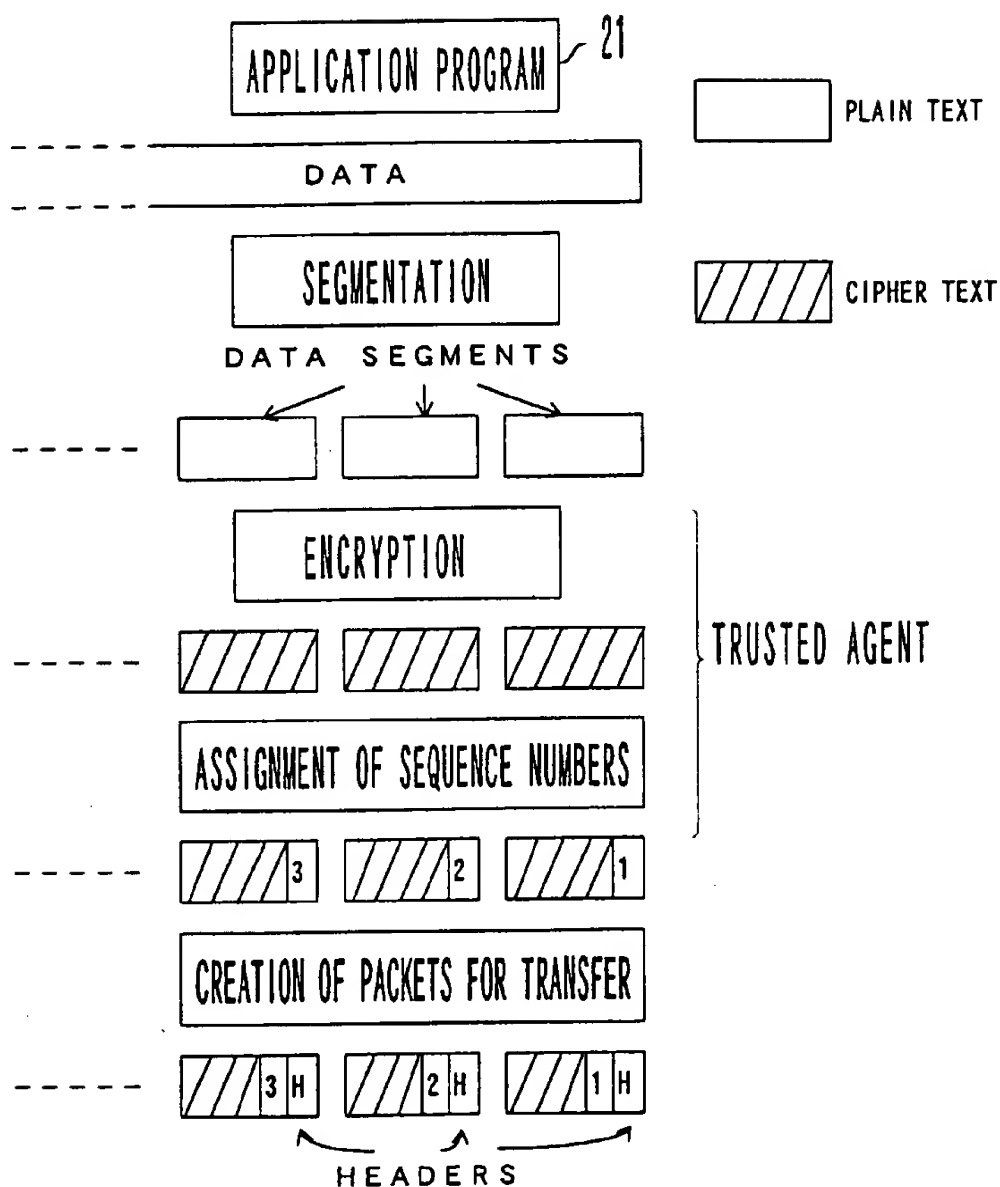 21
APPLICATION PROGRAM
PLAIN TEXT
DATA
SEGMENTATION
CIPHER TEXT
DATA SEGMENTS
ENCRYPTION
TRUSTED AGENT
ASSIGNMENT OF SEQUENCE NUMBERS
3 2 1
CREATION OF PACKETS FOR TRANSFER
3 H 2 H 1 H
HEADERS